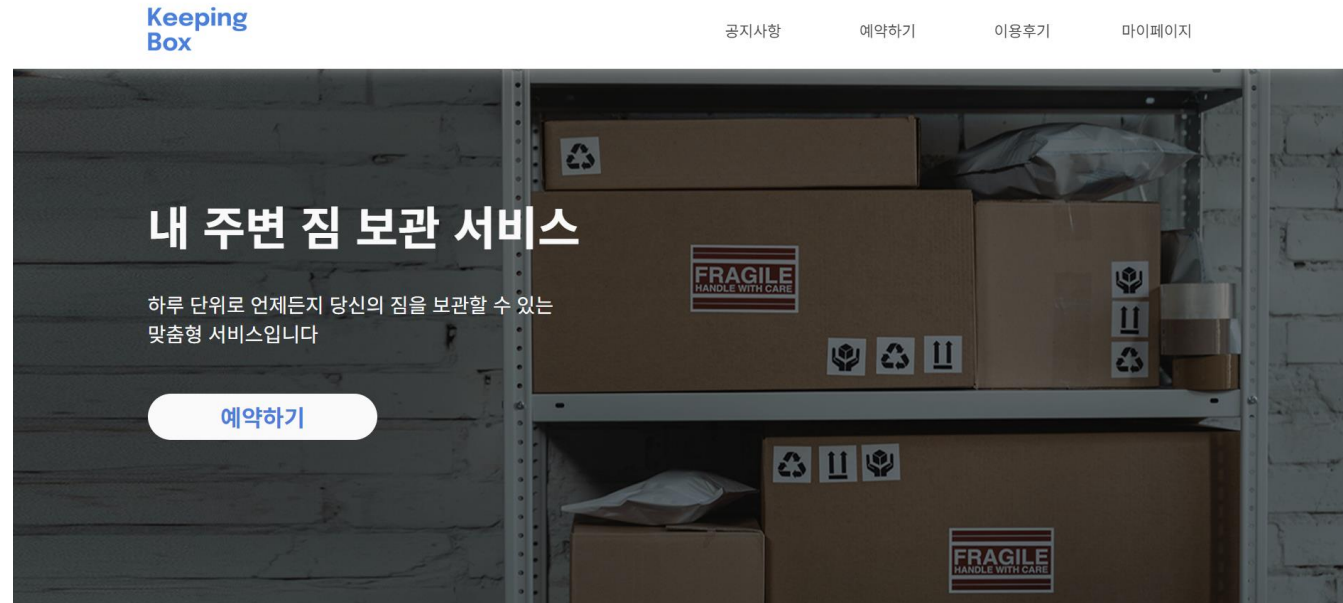 Keeping
Box
공지사항
예약하기
이용후기
마이페이지
내 주변 짐 보관 서비스
하루 단위로 언제든지 당신의 짐을 보관할 수 있는
맞춤형 서비스입니다
예약하기
FRAGILE
HANDLE WITH CARE
FRAGILE
HANDLE WITH CARE